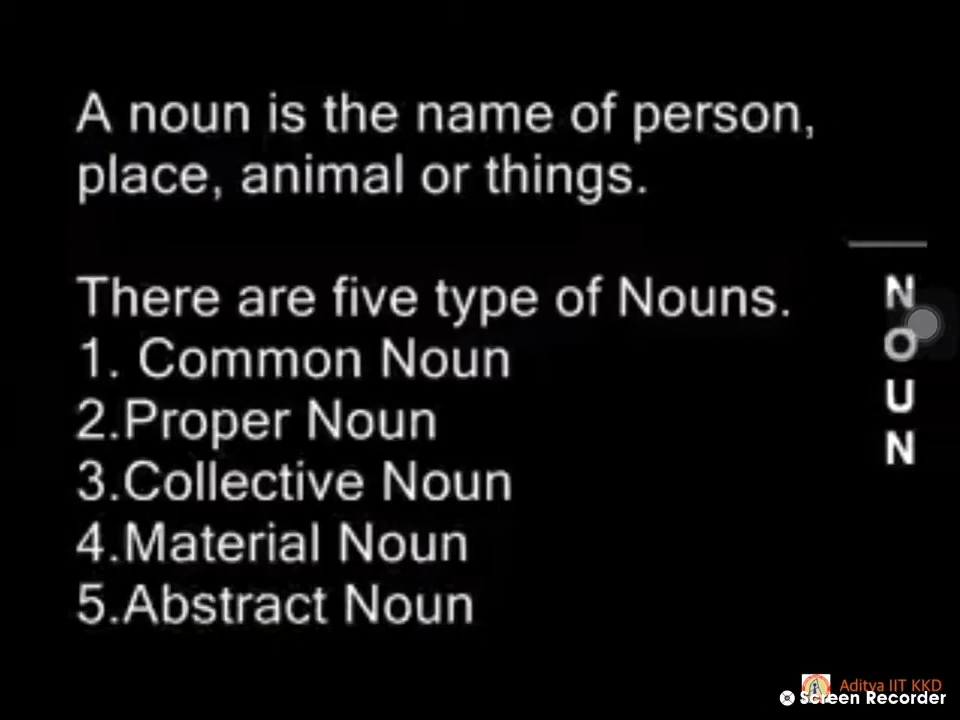 A noun is the name of person,
place, animal or things.
There are five type of Nouns.
1. Common Noun
2.Proper Noun
3.Collective Noun
4.Material Noun
5.Abstract Noun
N
O
U
N
Aditya IIT KKD
Screen Recorder